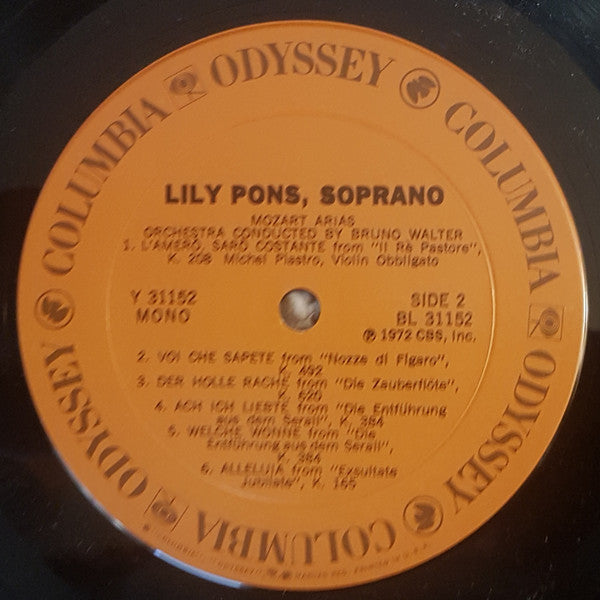 COLUMBIA ODYSSEY COLUMBIA ODYSSEY COLUMBIA ODYSSEY
LILY PONS, SOPRANO
MOZART ARIAS
ORCHESTRA CONDUCTED BY BRUNO WALTER
1. L'AMERÒ, SARÒ COSTANTE from "Il Rè Pastore",
K. 208 Michel Piastro, Violin Obbligato
Y 31152
MONO
SIDE 2
BL 31152
℗ 1972 CBS, Inc.
2. VOI CHE SAPETE from "Nozze di Figaro",
K. 492
3. DER HOLLE RACHE from "Die Zauberflöte",
K. 620
4. ACH ICH LIEBTE from "Die Entführung
aus dem Serail", K. 384
5. WELCHE WONNE from "Die
Entführung aus dem Serail",
K. 384
6. ALLELUIA from "Exsultate
Jubilate", K. 165